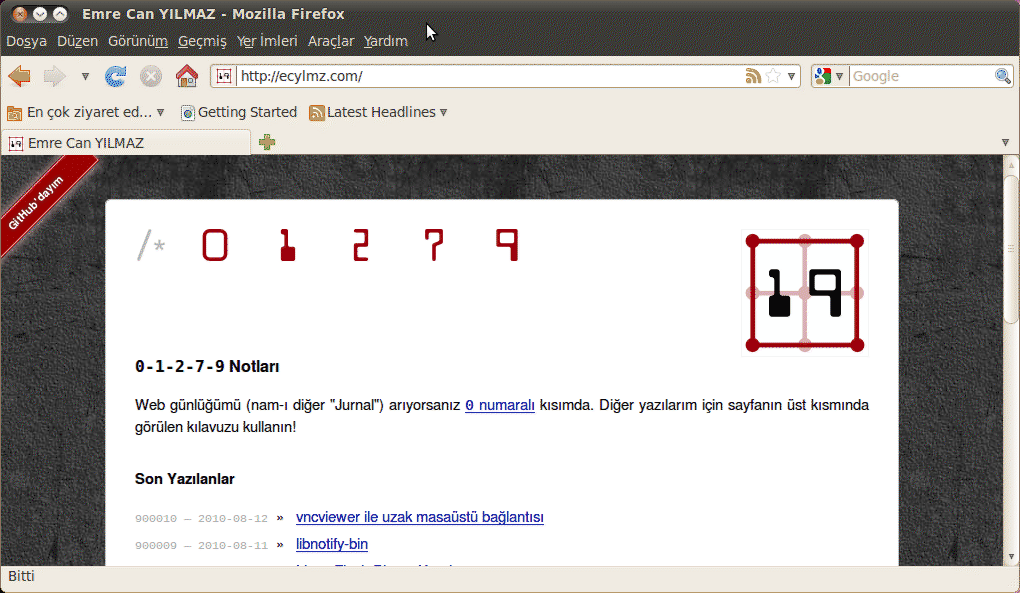 Emre Can YILMAZ - Mozilla Firefox
Dosya Düzen Görünüm Geçmiş Yer İmleri Araçlar Yardım
http://ecylmz.com/
Google
En çok ziyaret ed... Getting Started Latest Headlines
Emre Can YILMAZ
GitHub'dayım
/* 0 1 2 7 9
19
0-1-2-7-9 Notları
Web günlüğümü (nam-ı diğer "Jurnal") arıyorsanız 0 numaralı kısımda. Diğer yazılarım için sayfanın üst kısmında
görülen kılavuzu kullanın!
Son Yazılanlar
900010 — 2010-08-12 » vncviewer ile uzak masaüstü bağlantısı
900009 — 2010-08-11 » libnotify-bin
Bitti